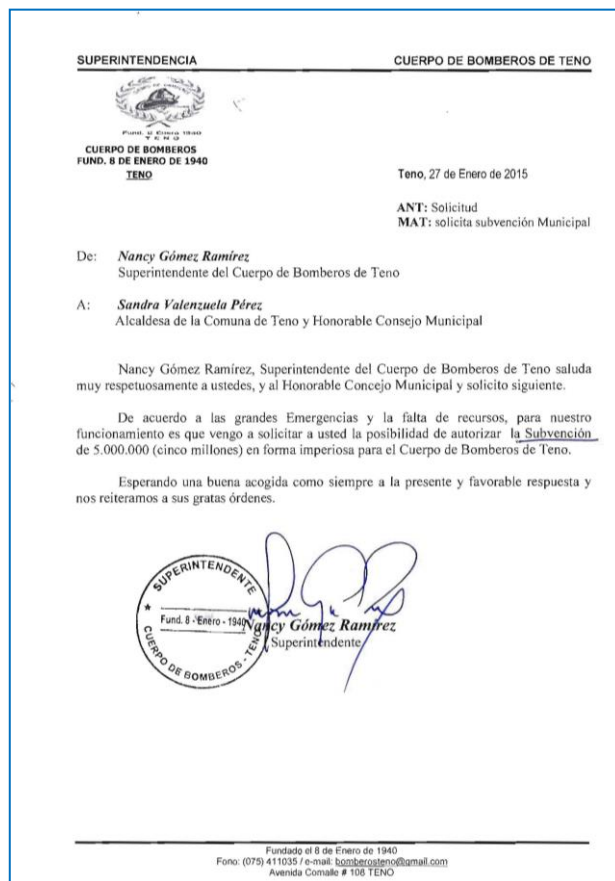 SUPERINTENDENCIA CUERPO DE BOMBEROS DE TENO
Fund. 8 Enero 1940
TENO
CUERPO DE BOMBEROS
FUND. 8 DE ENERO DE 1940
TENO
Teno, 27 de Enero de 2015
ANT: Solicitud
MAT: solicita subvención Municipal
De: Nancy Gómez Ramírez
Superintendente del Cuerpo de Bomberos de Teno
A: Sandra Valenzuela Pérez
Alcaldesa de la Comuna de Teno y Honorable Consejo Municipal
Nancy Gómez Ramírez, Superintendente del Cuerpo de Bomberos de Teno saluda
muy respetuosamente a ustedes, y al Honorable Concejo Municipal y solicito siguiente.
De acuerdo a las grandes Emergencias y la falta de recursos, para nuestro
funcionamiento es que vengo a solicitar a usted la posibilidad de autorizar la Subvención
de 5.000.000 (cinco millones) en forma imperiosa para el Cuerpo de Bomberos de Teno.
Esperando una buena acogida como siempre a la presente y favorable respuesta y
nos reiteramos a sus gratas órdenes.
SUPERINTENDENTE
Fund. 8 - Enero - 1940
CUERPO DE BOMBEROS - TENO
Nancy Gómez Ramírez
Superintendente
Fundado el 8 de Enero de 1940
Fono: (075) 411035 / e-mail: bomberosteno@gmail.com
Avenida Comalle # 108 TENO